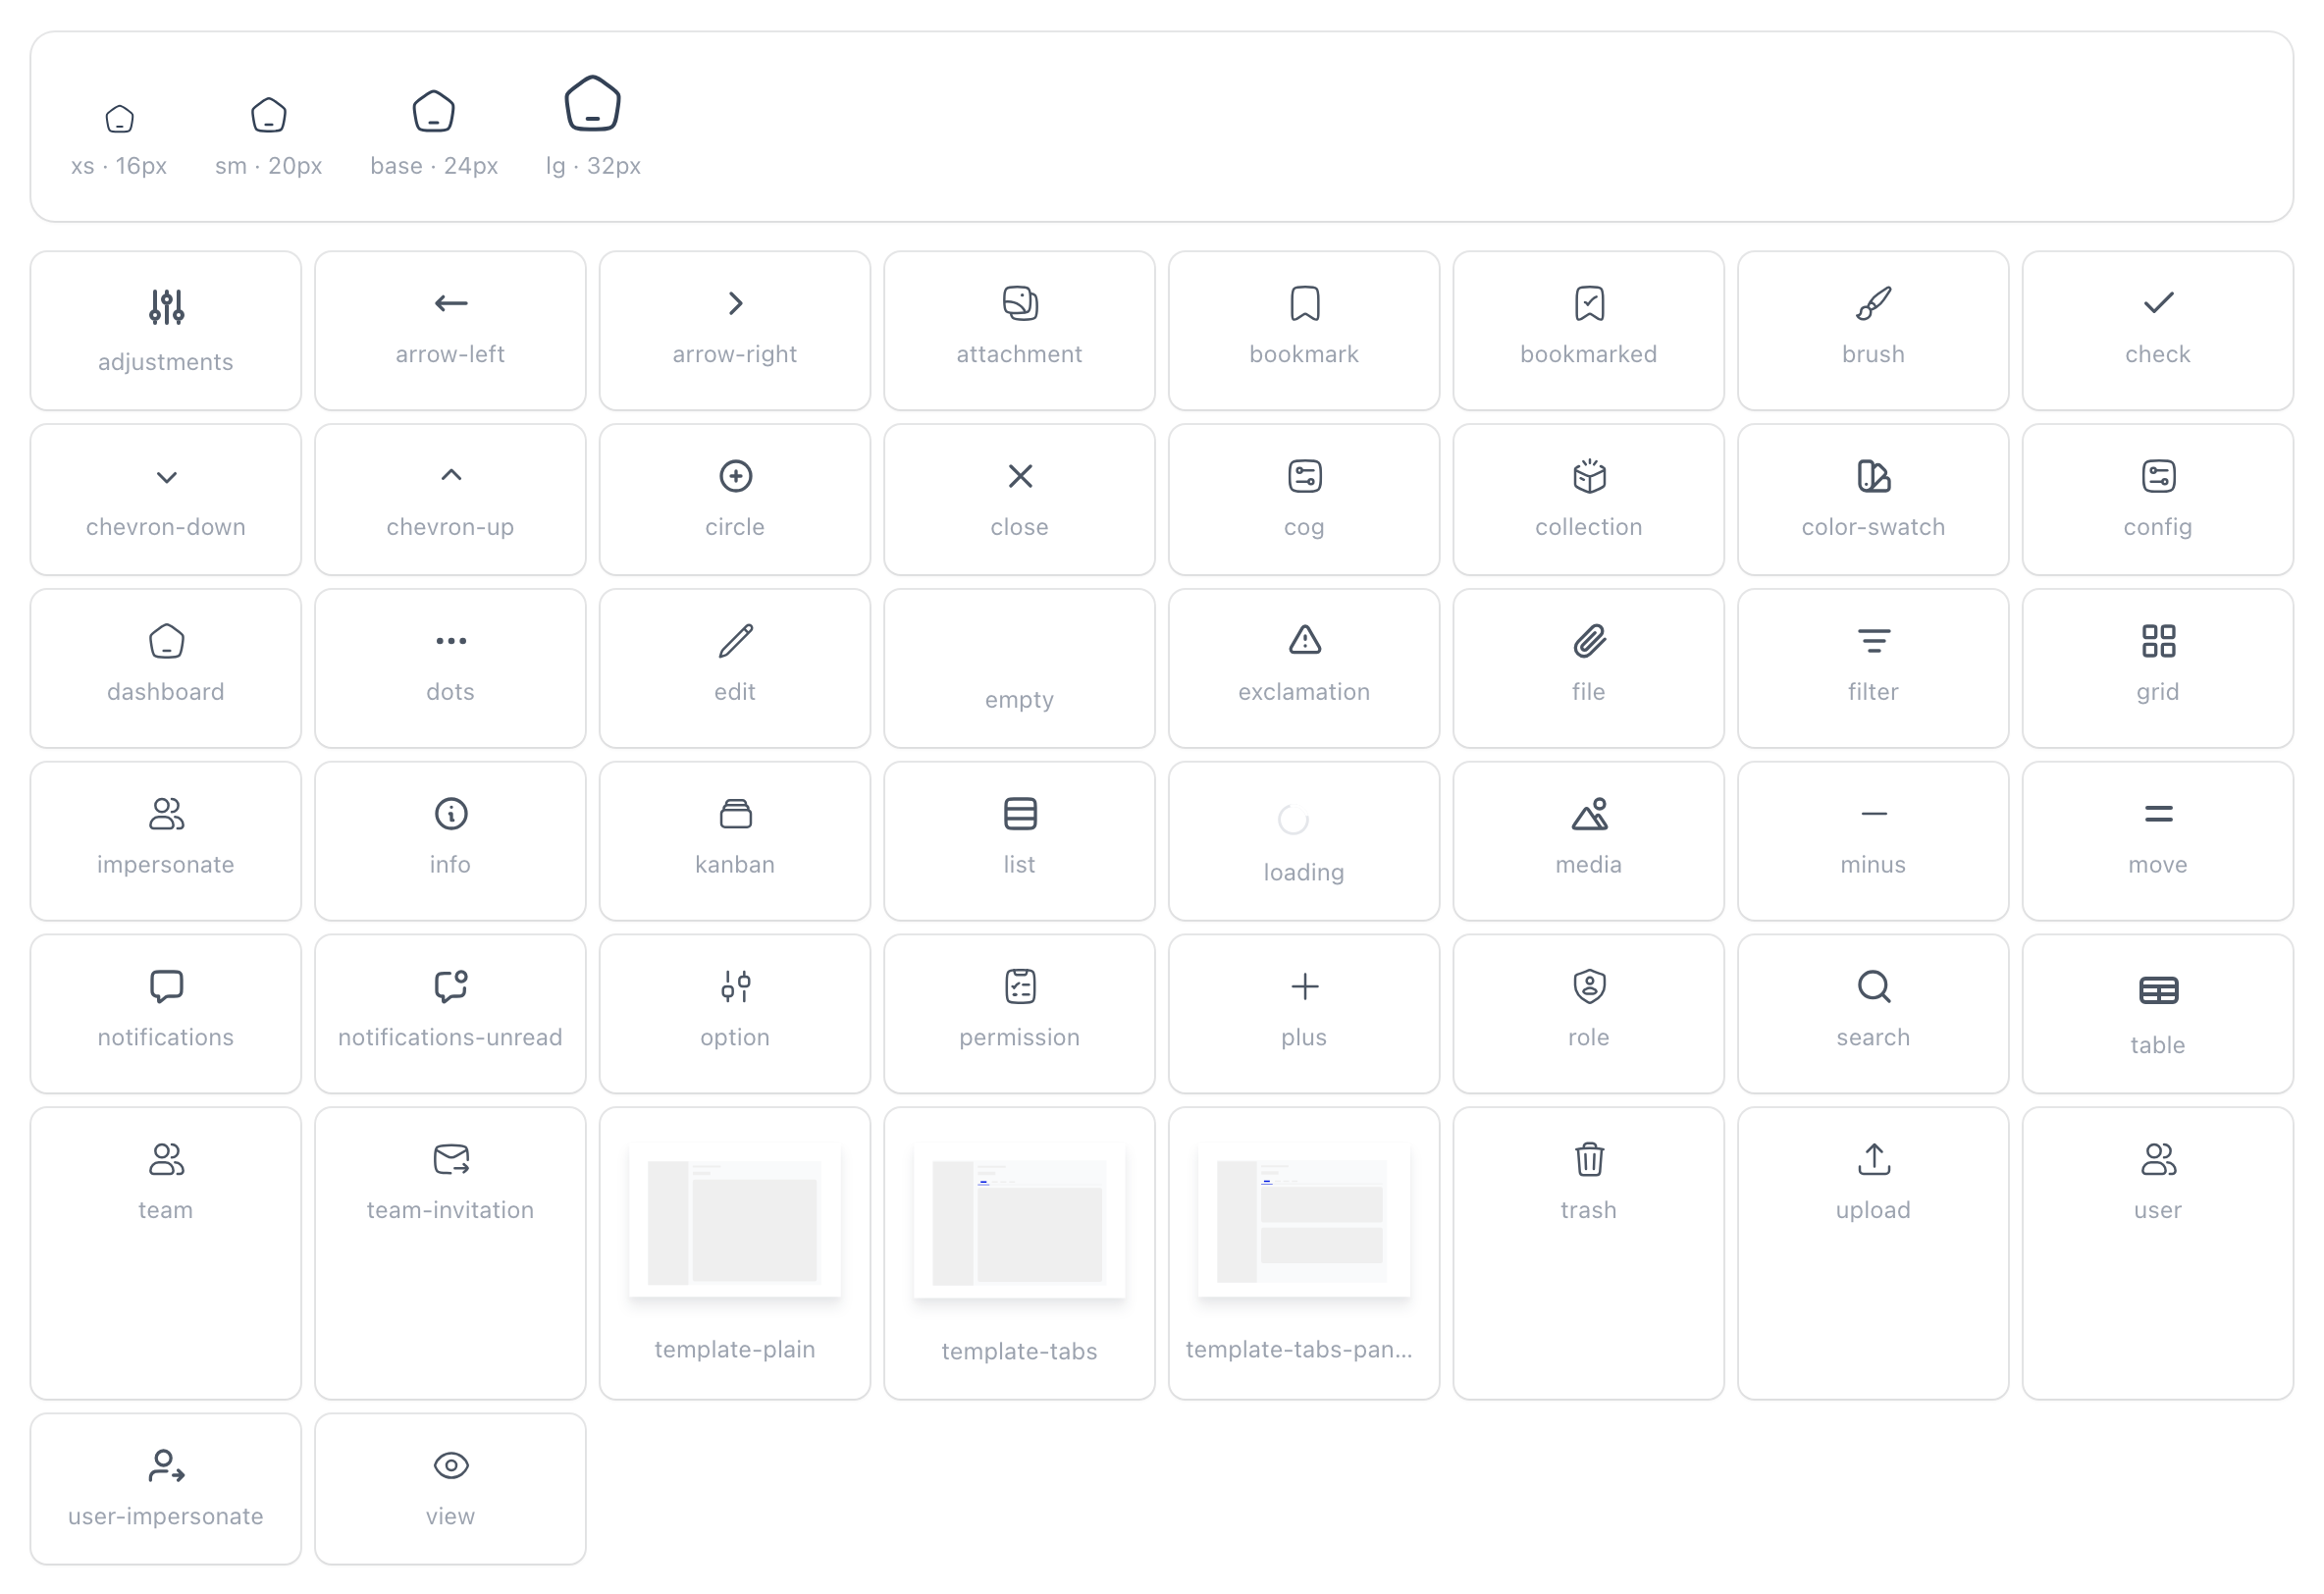 xs · 16px
sm · 20px
base · 24px
lg · 32px
adjustments
arrow-left
arrow-right
attachment
bookmark
bookmarked
brush
check
chevron-down
chevron-up
circle
close
cog
collection
color-swatch
config
dashboard
dots
edit
empty
exclamation
file
filter
grid
impersonate
info
kanban
list
loading
media
minus
move
notifications
notifications-unread
option
permission
plus
role
search
table
team
team-invitation
template-plain
template-tabs
template-tabs-pan...
trash
upload
user
user-impersonate
view